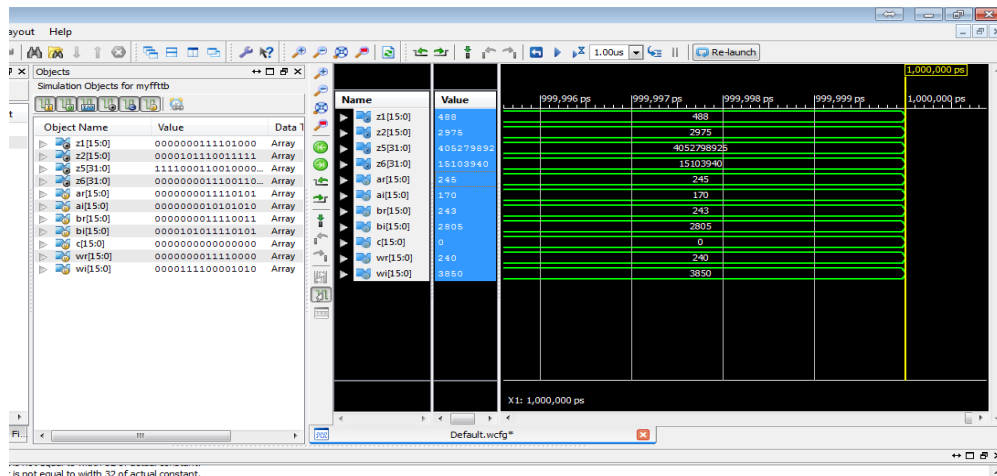 ayout Help
1.00us Re-launch
Objects
Simulation Objects for myffttb
Object Name Value Data T
z1[15:0] 0000000111101000 Array
z2[15:0] 0000101110011111 Array
z5[31:0] 1111000110010000... Array
z6[31:0] 0000000011100110... Array
ar[15:0] 0000000011110101 Array
ai[15:0] 0000000010101010 Array
br[15:0] 0000000011110011 Array
bi[15:0] 0000101011110101 Array
c[15:0] 0000000000000000 Array
wr[15:0] 0000000011110000 Array
wi[15:0] 0000111100001010 Array
1,000,000 ps
Name Value 999,996 ps 999,997 ps 999,998 ps 999,999 ps 1,000,000 ps
z1[15:0] 488 488
z2[15:0] 2975 2975
z5[31:0] 405279892 4052798925
z6[31:0] 15103940 15103940
ar[15:0] 245 245
ai[15:0] 170 170
br[15:0] 243 243
bi[15:0] 2805 2805
c[15:0] 0 0
wr[15:0] 240 240
wi[15:0] 3850 3850
X1: 1,000,000 ps
Fi...
Default.wcfg*
is not equal to width 32 of actual constant.